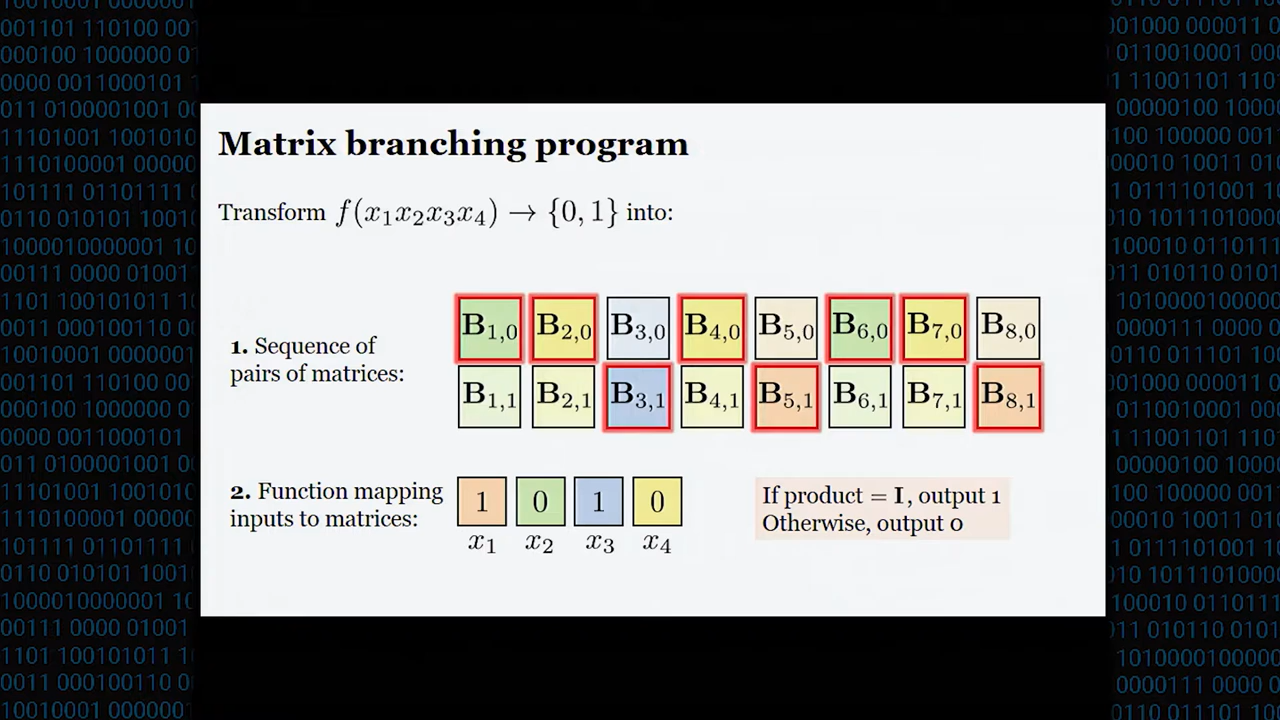 Matrix branching program
Transform f(x₁x₂x₃x₄) → {0, 1} into:
1. Sequence of
pairs of matrices:
B₁,₀ B₂,₀ B₃,₀ B₄,₀ B₅,₀ B₆,₀ B₇,₀ B₈,₀
B₁,₁ B₂,₁ B₃,₁ B₄,₁ B₅,₁ B₆,₁ B₇,₁ B₈,₁
2. Function mapping
inputs to matrices:
1 0 1 0
x₁ x₂ x₃ x₄
If product = I, output 1
Otherwise, output 0